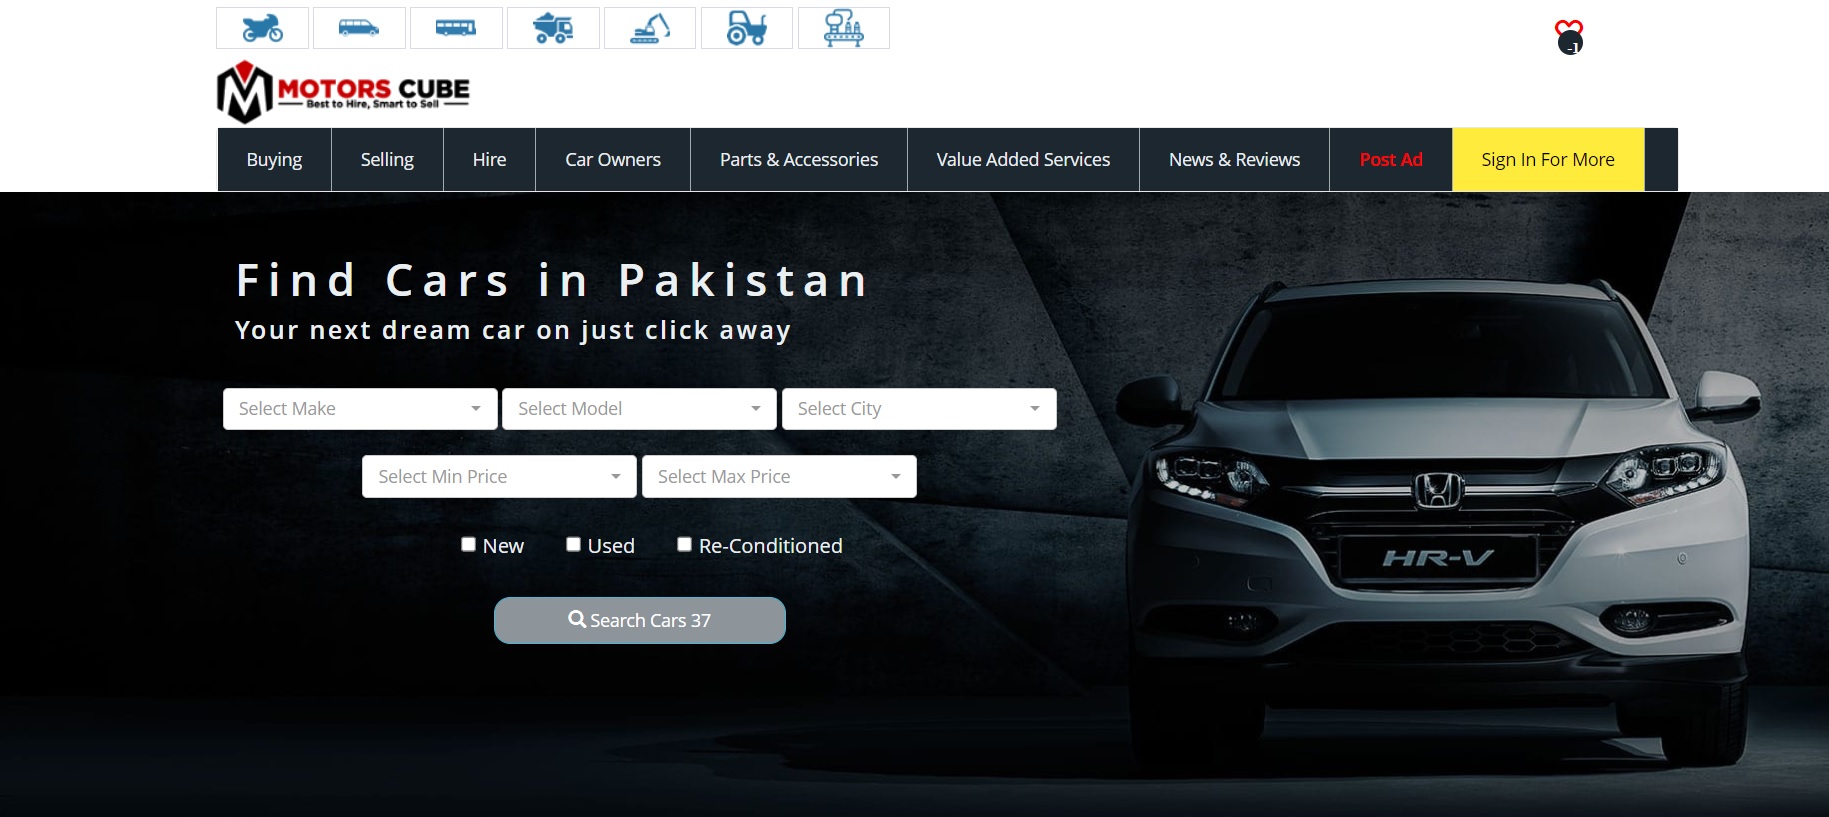 -1
MOTORS CUBE
Best to Hire, Smart to Sell
Buying Selling Hire Car Owners Parts & Accessories Value Added Services News & Reviews Post Ad Sign In For More
Find Cars in Pakistan
Your next dream car on just click away
Select Make Select Model Select City
Select Min Price Select Max Price
New Used Re-Conditioned
Search Cars 37
HR-V